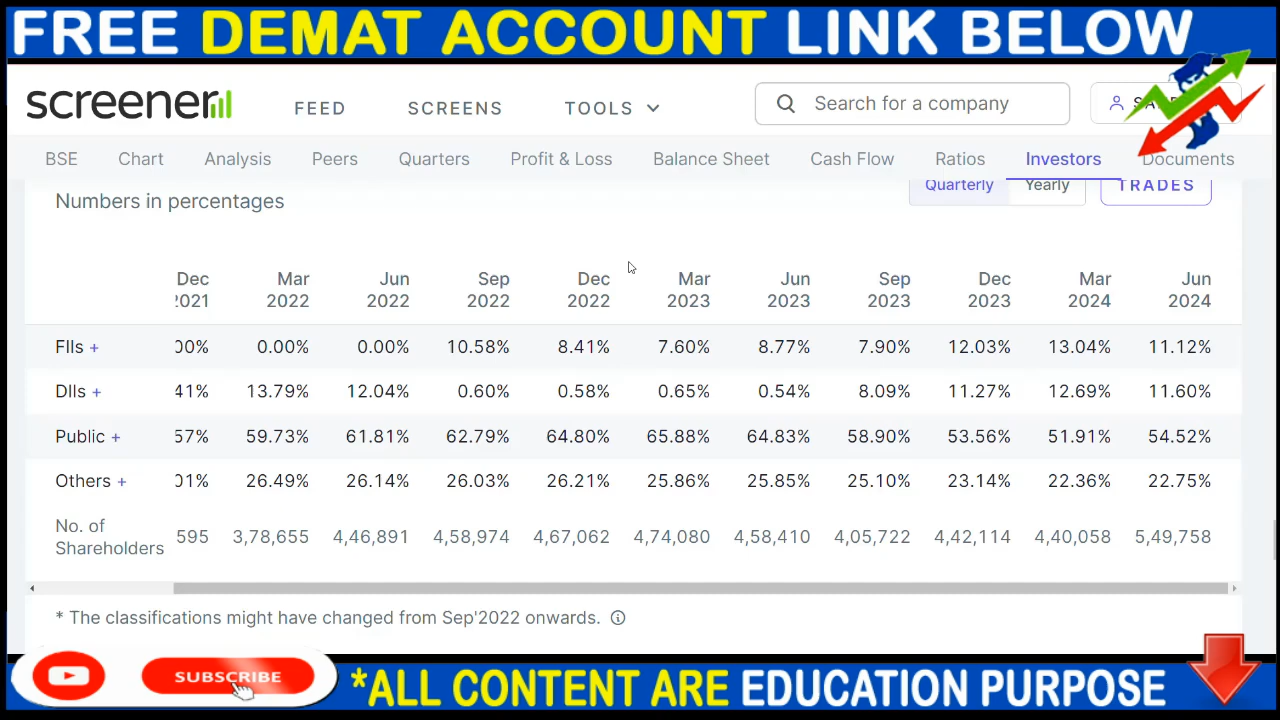 FREE DEMAT ACCOUNT LINK BELOW
screener
FEED
SCREENS
TOOLS
Search for a company
BSE Chart Analysis Peers Quarters Profit & Loss Balance Sheet Cash Flow Ratios Investors Documents
Numbers in percentages
Quarterly Yearly TRADES
Dec Mar Jun Sep Dec Mar Jun Sep Dec Mar Jun
2021 2022 2022 2022 2022 2023 2023 2023 2023 2024 2024
FIIs + 00% 0.00% 0.00% 10.58% 8.41% 7.60% 8.77% 7.90% 12.03% 13.04% 11.12%
DIIs + 41% 13.79% 12.04% 0.60% 0.58% 0.65% 0.54% 8.09% 11.27% 12.69% 11.60%
Public + 57% 59.73% 61.81% 62.79% 64.80% 65.88% 64.83% 58.90% 53.56% 51.91% 54.52%
Others + 01% 26.49% 26.14% 26.03% 26.21% 25.86% 25.85% 25.10% 23.14% 22.36% 22.75%
No. of
Shareholders 595 3,78,655 4,46,891 4,58,974 4,67,062 4,74,080 4,58,410 4,05,722 4,42,114 4,40,058 5,49,758
* The classifications might have changed from Sep'2022 onwards.
SUBSCRIBE
*ALL CONTENT ARE EDUCATION PURPOSE